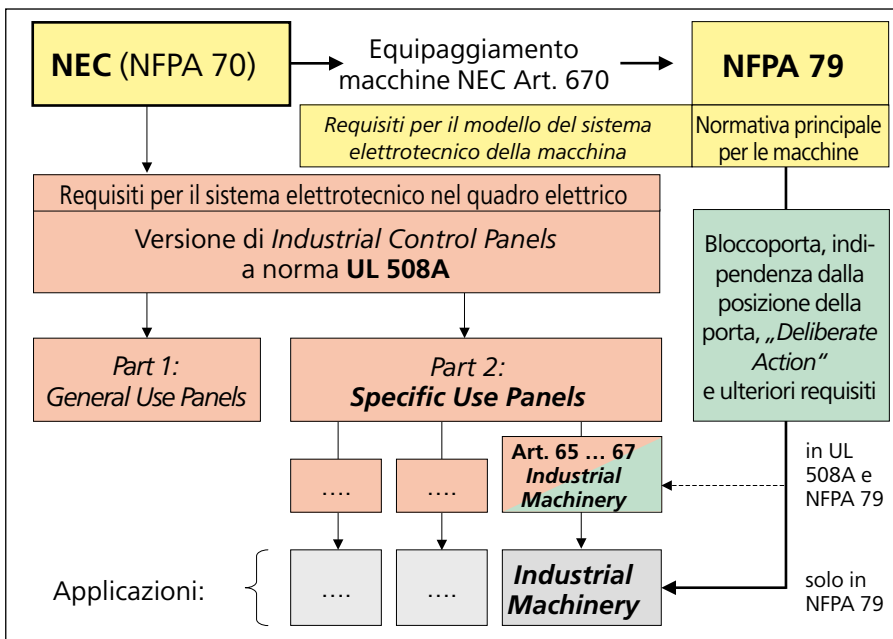 NEC (NFPA 70)
Equipaggiamento
macchine NEC Art. 670
NFPA 79
Requisiti per il modello del sistema
elettrotecnico della macchina
Normativa principale
per le macchine
Requisiti per il sistema elettrotecnico nel quadro elettrico
Versione di Industrial Control Panels
a norma UL 508A
Bloccoporta, indi-
pendenza dalla
posizione della
porta, „Deliberate
Action“
e ulteriori requisiti
Part 1:
General Use Panels
Part 2:
Specific Use Panels
....
....
Art. 65 ... 67
Industrial
Machinery
in UL
508A e
NFPA 79
Applicazioni:
....
....
Industrial
Machinery
solo in
NFPA 79